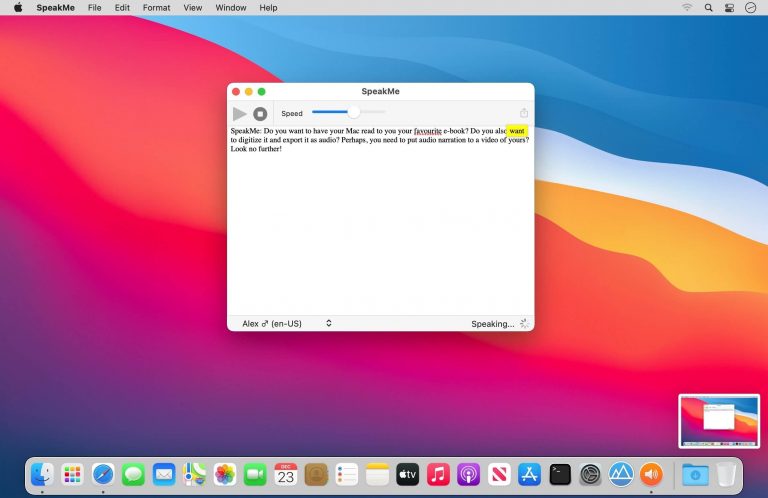 SpeakMe File Edit Format View Window Help
SpeakMe
Speed
SpeakMe: Do you want to have your Mac read to you your favourite e-book? Do you also want
to digitize it and export it as audio? Perhaps, you need to put audio narration to a video of yours?
Look no further!
Alex ♂ (en-US)
Speaking...
DEC
23
tv
>_